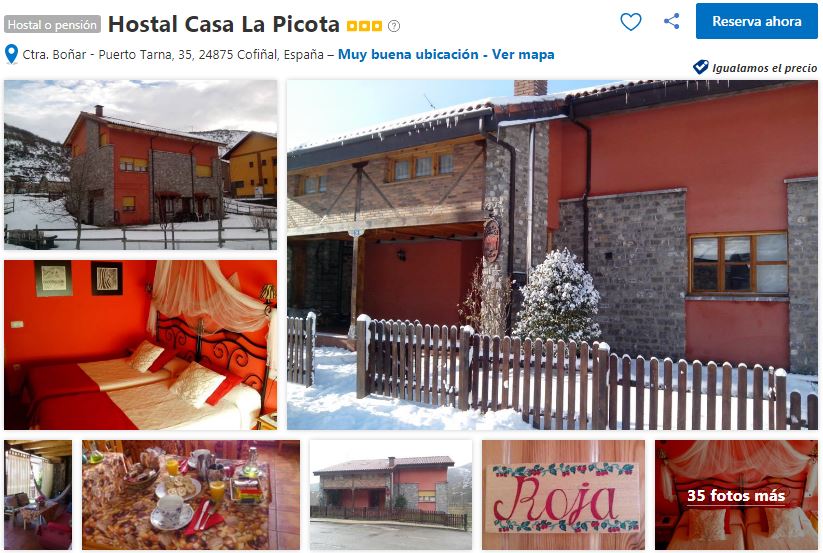 Hostal o pensión Hostal Casa La Picota
Reserva ahora
Ctra. Boñar - Puerto Tarna, 35, 24875 Cofiñal, España – Muy buena ubicación - Ver mapa
Igualamos el precio
Roja
35 fotos más